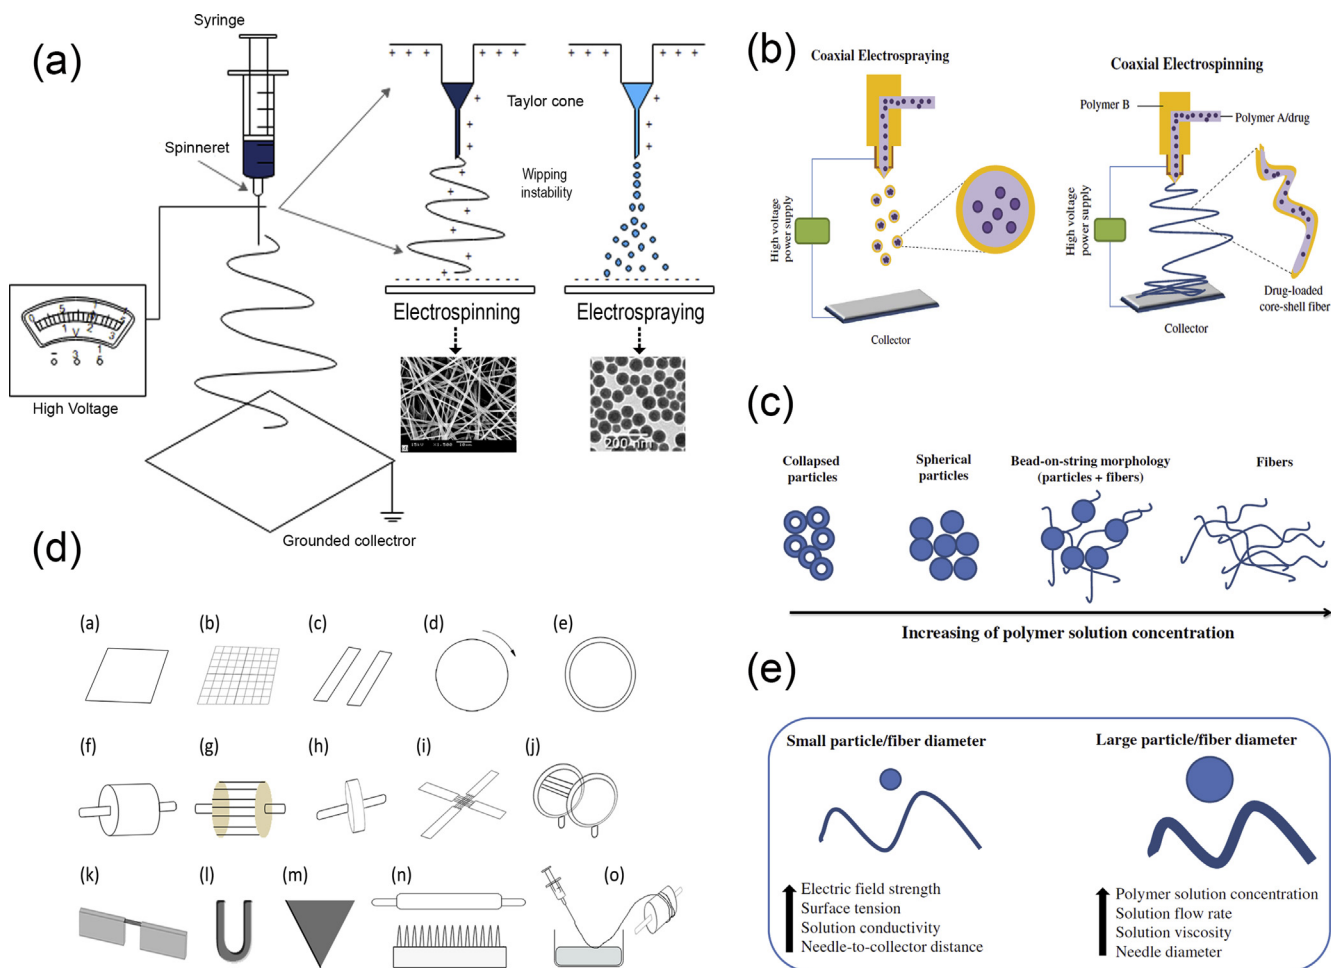 (a)
Syringe
Spinneret
High Voltage
Grounded collectror
Taylor cone
Wipping
instability
Electrospinning
Electrospraying
200 nm
(b)
Coaxial Electrospraying
High voltage
power supply
Collector
Coaxial Electrospinning
Polymer B
Polymer A/drug
High voltage
power supply
Drug-loaded
core-shell fiber
Collector
(c)
Collapsed
particles
Spherical
particles
Bead-on-string morphology
(particles + fibers)
Fibers
Increasing of polymer solution concentration
(d)
(a) (b) (c) (d) (e)
(f) (g) (h) (i) (j)
(k) (l) (m) (n) (o)
(e)
Small particle/fiber diameter
Electric field strength
Surface tension
Solution conductivity
Needle-to-collector distance
Large particle/fiber diameter
Polymer solution concentration
Solution flow rate
Solution viscosity
Needle diameter